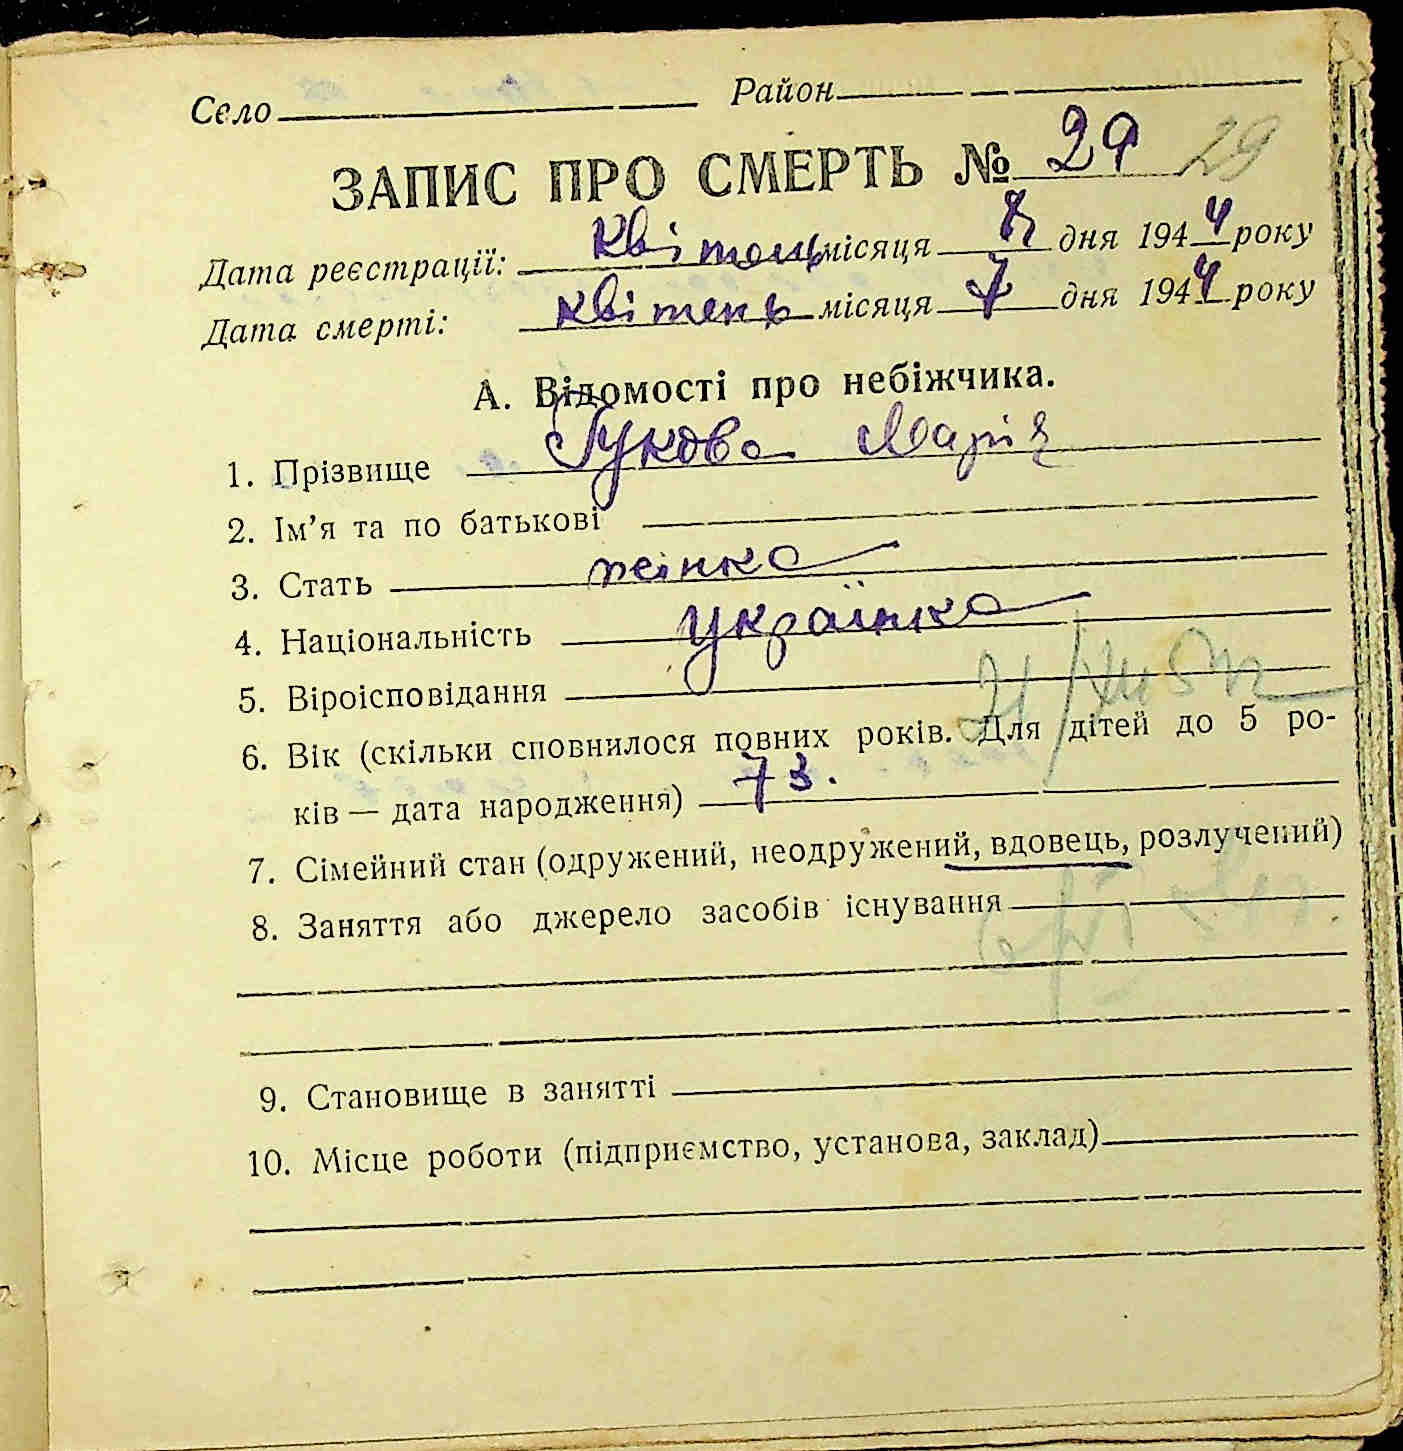 Село Район
ЗАПИС ПРО СМЕРТЬ № 29 29
Дата реєстрації: квітень місяця 8 дня 1944 року
Дата смерті: квітень місяця 7 дня 1944 року
А. Відомості про небіжчика.
1. Прізвище Гукова Марія
2. Ім'я та по батькові
3. Стать жінка
4. Національність українка
5. Віроісповідання
6. Вік (скільки сповнилося повних років. Для дітей до 5 ро-
ків — дата народження) 73.
7. Сімейний стан (одружений, неодружений, вдовець, розлучений)
8. Заняття або джерело засобів існування
9. Становище в занятті
10. Місце роботи (підприємство, установа, заклад)